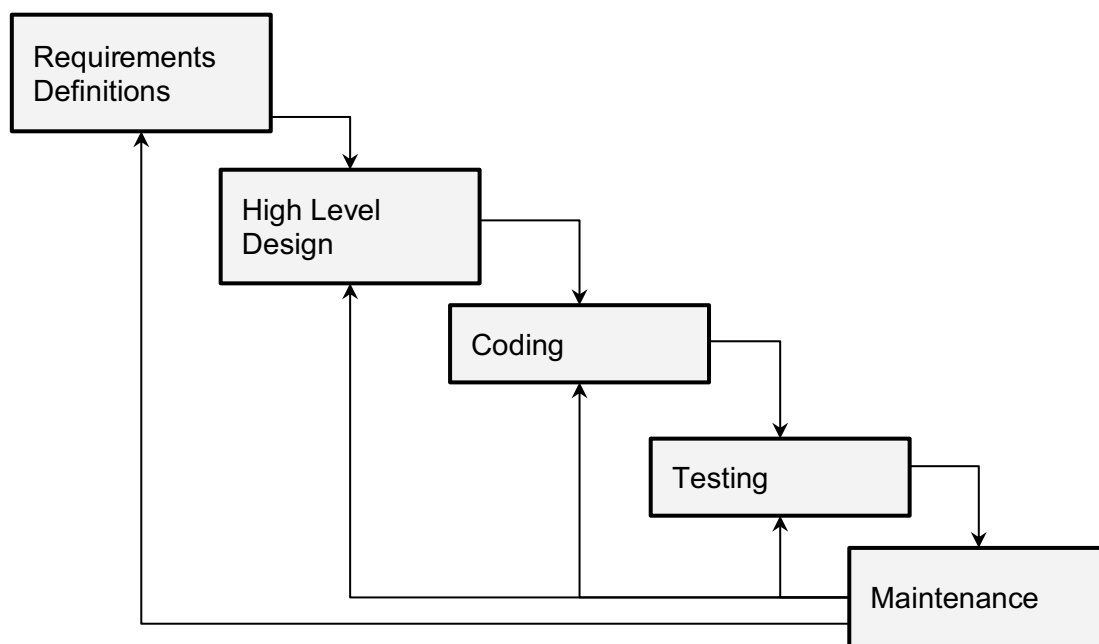 Requirements
Definitions
High Level
Design
Coding
Testing
Maintenance